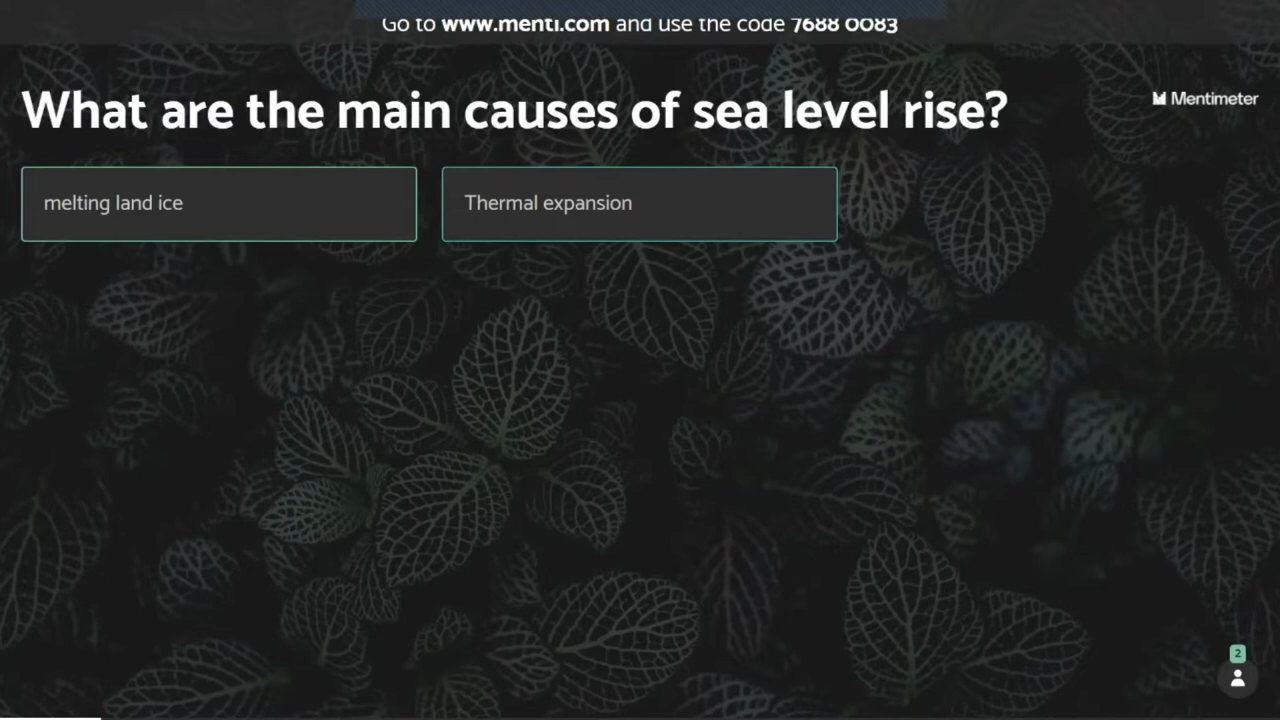 Go to www.menti.com and use the code 7688 0083
What are the main causes of sea level rise?
Mentimeter
melting land ice
Thermal expansion
2